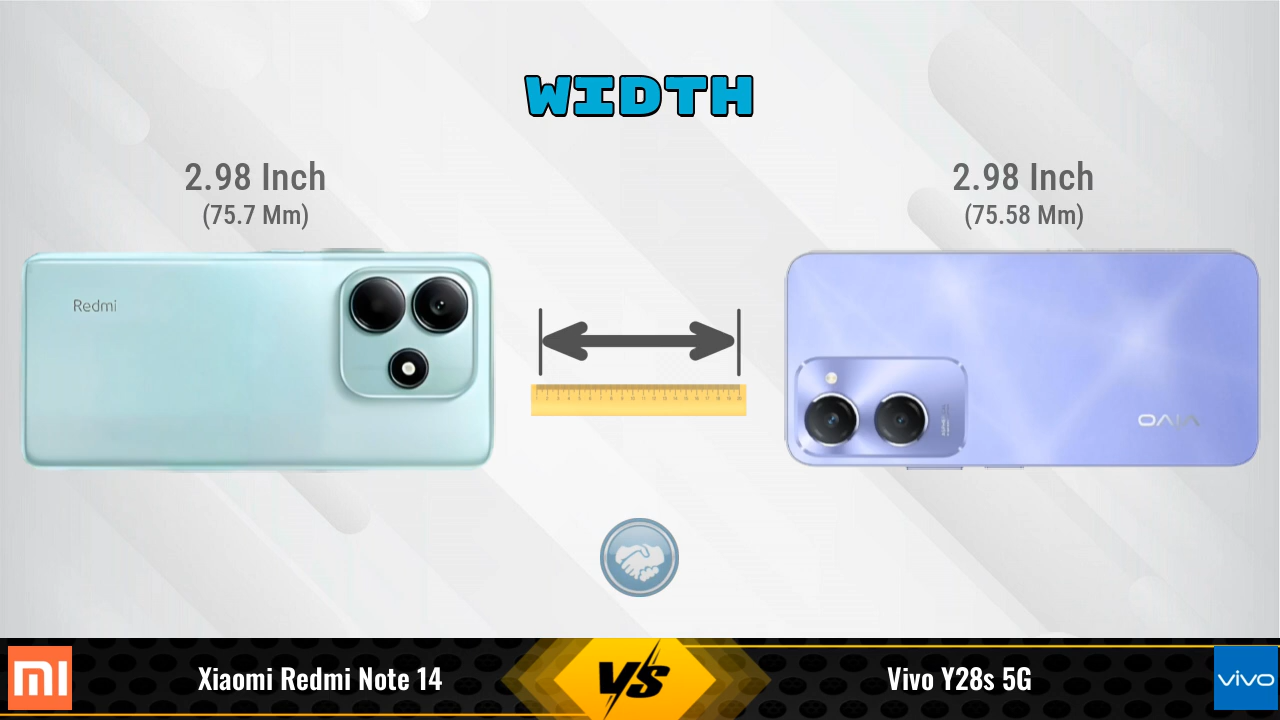 WIDTH
2.98 Inch
(75.7 Mm)
2.98 Inch
(75.58 Mm)
Redmi
vivo
Xiaomi Redmi Note 14
VS
Vivo Y28s 5G
vivo